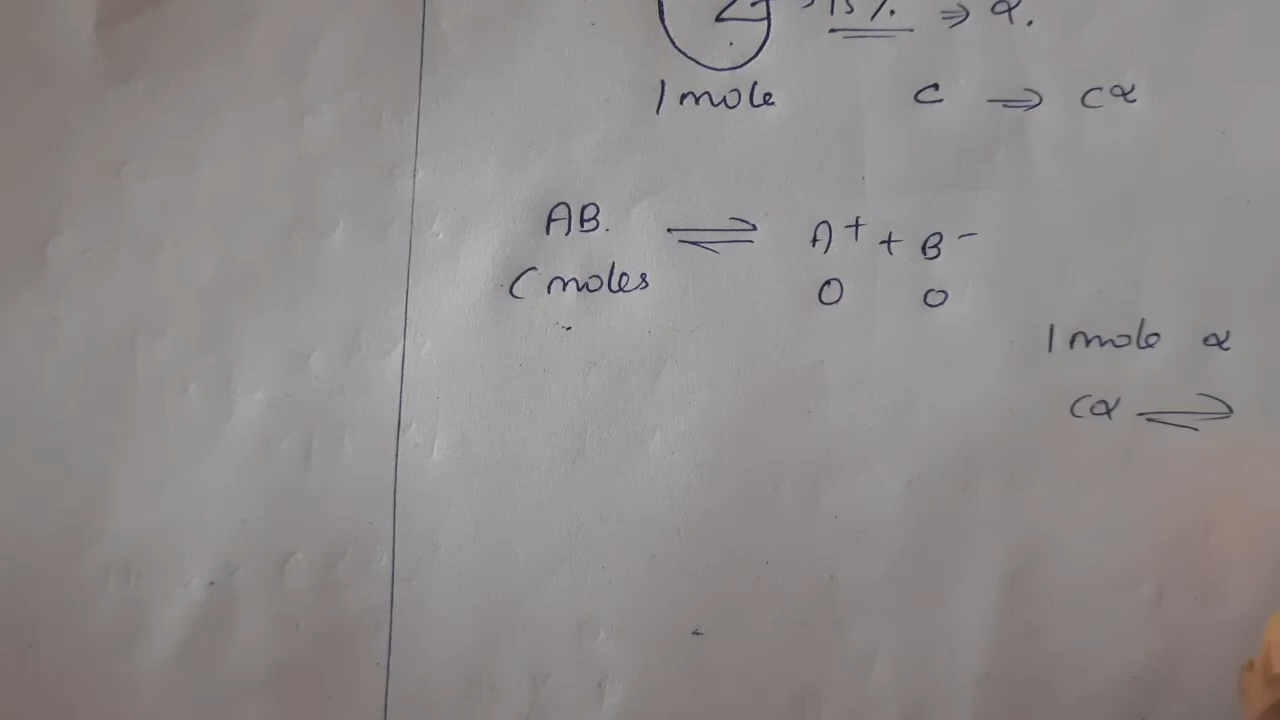 15% ⇒ α.
1 mole C ⇒ Cα
AB. ⇌ A⁺ + B⁻
C moles 0 0
1 mole α
Cα ⇌